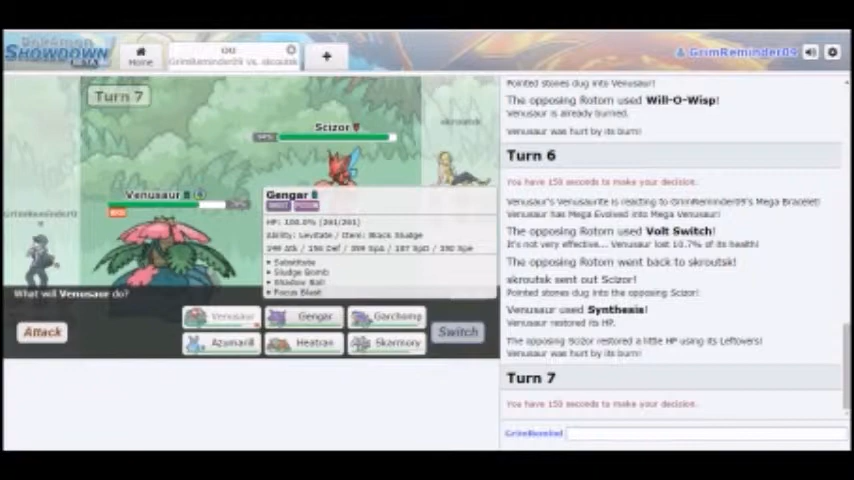 Pokémon
SHOWDOWN
BETA
Home
OU
GrimReminder09 vs. skroutsk
+
GrimReminder09
Turn 7
Scizor
skroutsk
Venusaur
BRN
Gengar
GHOST POISON
HP: 100.0% (261/261)
Ability: Levitate / Item: Black Sludge
• Substitute
• Sludge Bomb
• Shadow Ball
• Focus Blast
What will Venusaur do?
Attack
Venusaur
Gengar
Garchomp
Switch
Azumarill
Heatran
Skarmory
Pointed stones dug into Venusaur!
The opposing Rotom used Will-O-Wisp!
Venusaur is already burned.
Venusaur was hurt by its burn!
Turn 6
You have 150 seconds to make your decision.
Venusaur's Venusaurite is reacting to GrimReminder09's Mega Bracelet!
Venusaur has Mega Evolved into Mega Venusaur!
The opposing Rotom used Volt Switch!
It's not very effective... Venusaur lost 10.7% of its health!
The opposing Rotom went back to skroutsk!
skroutsk sent out Scizor!
Pointed stones dug into the opposing Scizor!
Venusaur used Synthesis!
Venusaur restored its HP.
The opposing Scizor restored a little HP using its Leftovers!
Venusaur was hurt by its burn!
Turn 7
You have 150 seconds to make your decision.